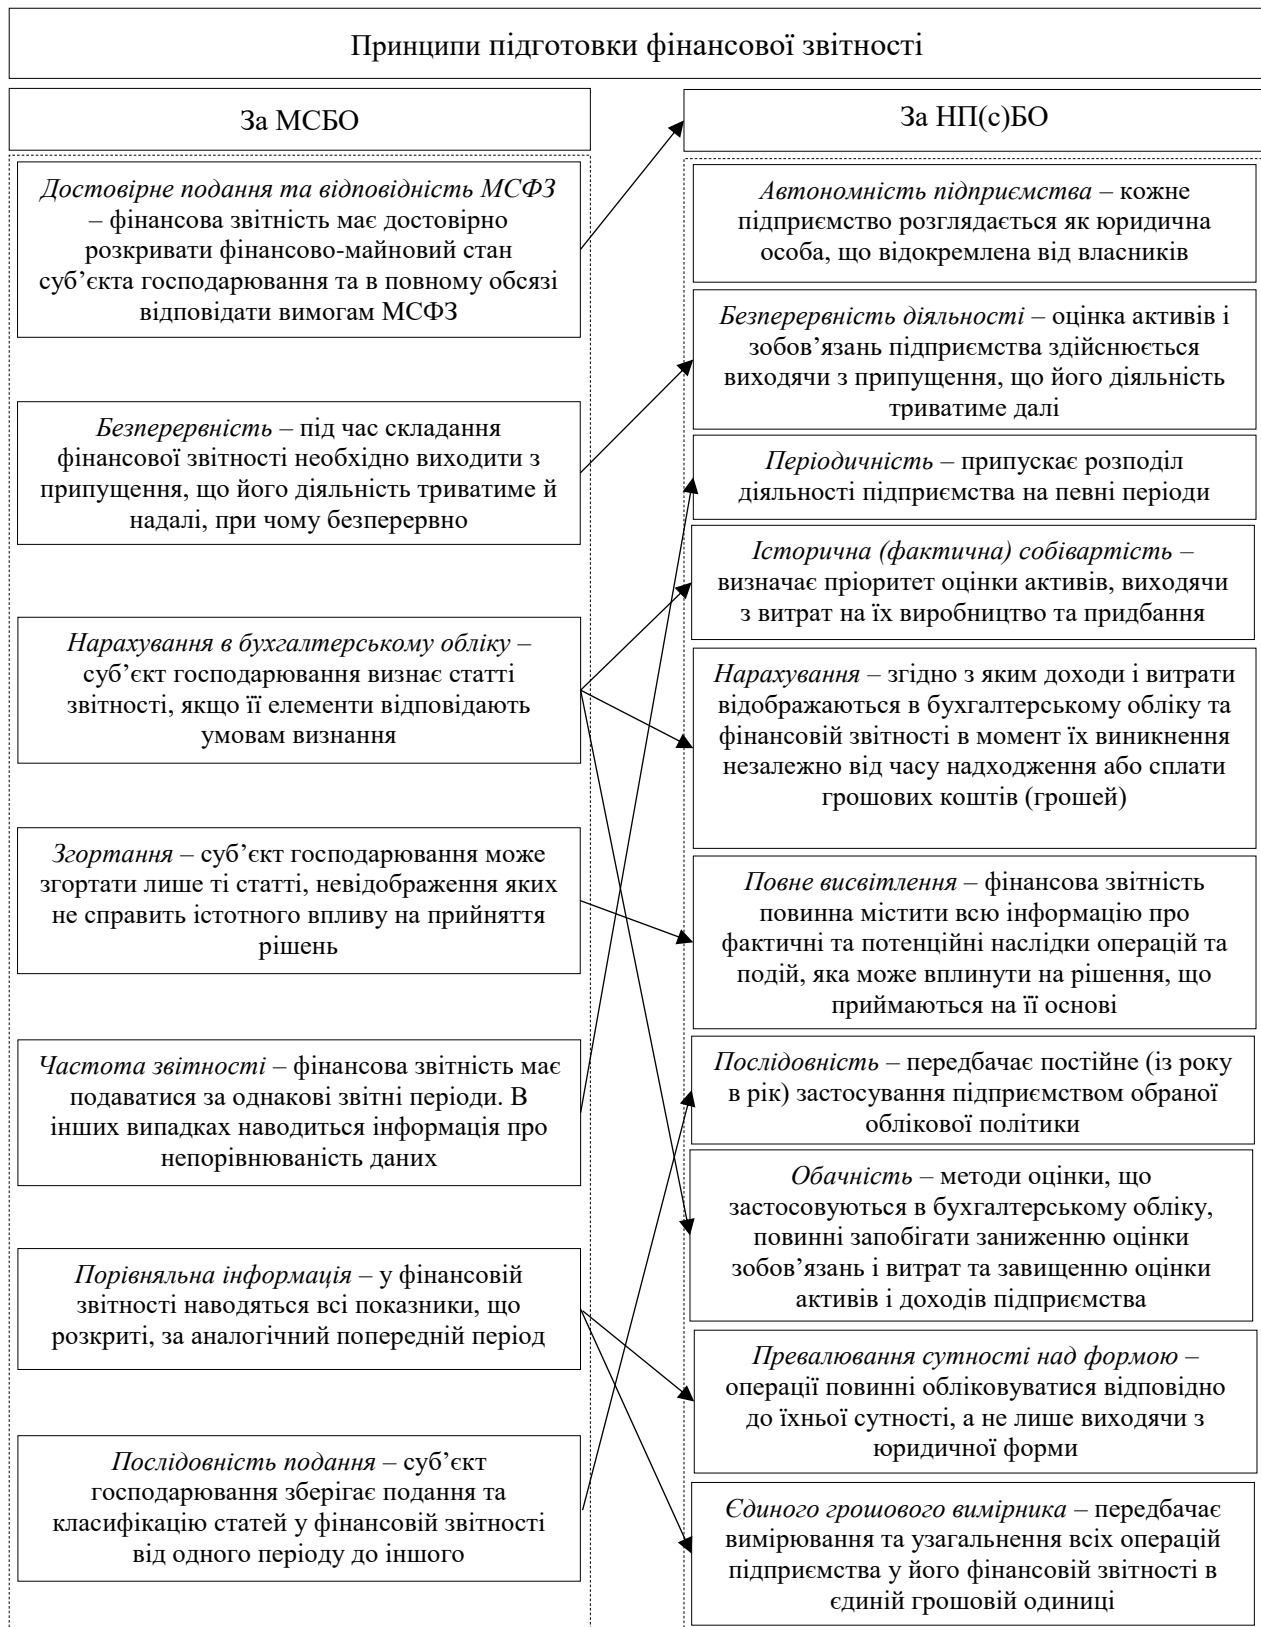 Принципи підготовки фінансової звітності
За МСБО
Достовірне подання та відповідність МСФЗ
– фінансова звітність має достовірно
розкривати фінансово-майновий стан
суб’єкта господарювання та в повному обсязі
відповідати вимогам МСФЗ
Безперервність – під час складання
фінансової звітності необхідно виходити з
припущення, що його діяльність триватиме й
надалі, при чому безперервно
Нарахування в бухгалтерському обліку –
суб’єкт господарювання визнає статті
звітності, якщо її елементи відповідають
умовам визнання
Згортання – суб’єкт господарювання може
згортати лише ті статті, невідображення яких
не справить істотного впливу на прийняття
рішень
Частота звітності – фінансова звітність має
подаватися за однакові звітні періоди. В
інших випадках наводиться інформація про
непорівнюваність даних
Порівняльна інформація – у фінансовій
звітності наводяться всі показники, що
розкриті, за аналогічний попередній період
Послідовність подання – суб’єкт
господарювання зберігає подання та
класифікацію статей у фінансовій звітності
від одного періоду до іншого
За НП(с)БО
Автономність підприємства – кожне
підприємство розглядається як юридична
особа, що відокремлена від власників
Безперервність діяльності – оцінка активів і
зобов’язань підприємства здійснюється
виходячи з припущення, що його діяльність
триватиме далі
Періодичність – припускає розподіл
діяльності підприємства на певні періоди
Історична (фактична) собівартість –
визначає пріоритет оцінки активів, виходячи
з витрат на їх виробництво та придбання
Нарахування – згідно з яким доходи і витрати
відображаються в бухгалтерському обліку та
фінансовій звітності в момент їх виникнення
незалежно від часу надходження або сплати
грошових коштів (грошей)
Повне висвітлення – фінансова звітність
повинна містити всю інформацію про
фактичні та потенційні наслідки операцій та
подій, яка може вплинути на рішення, що
приймаються на її основі
Послідовність – передбачає постійне (із року
в рік) застосування підприємством обраної
облікової політики
Обачність – методи оцінки, що
застосовуються в бухгалтерському обліку,
повинні запобігати заниженню оцінки
зобов’язань і витрат та завищенню оцінки
активів і доходів підприємства
Превалювання сутності над формою –
операції повинні обліковуватися відповідно
до їхньої сутності, а не лише виходячи з
юридичної форми
Єдиного грошового вимірника – передбачає
вимірювання та узагальнення всіх операцій
підприємства у його фінансовій звітності в
єдиній грошовій одиниці